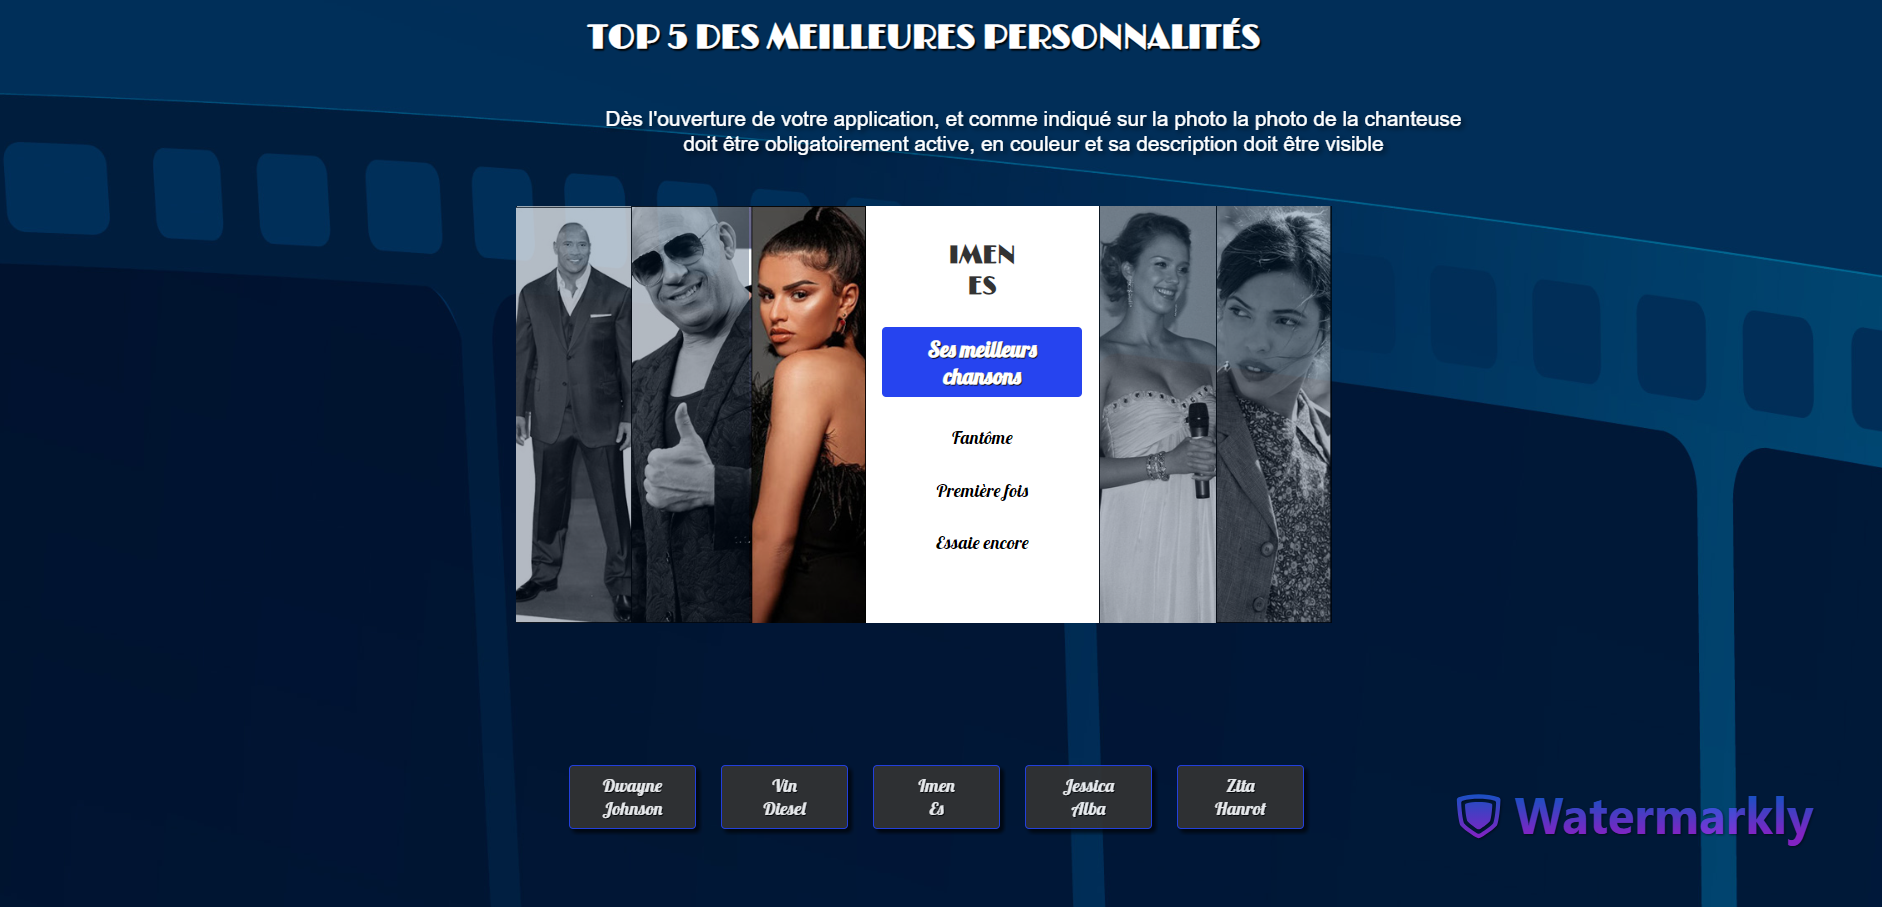 TOP 5 DES MEILLEURES PERSONNALITÉS
Dès l'ouverture de votre application, et comme indiqué sur la photo la photo de la chanteuse
doit être obligatoirement active, en couleur et sa description doit être visible
IMEN
ES
Ses meilleurs
chansons
Fantôme
Première fois
Essaie encore
Dwayne
Johnson
Vin
Diesel
Imen
Es
Jessica
Alba
Zita
Hanrot
Watermarkly